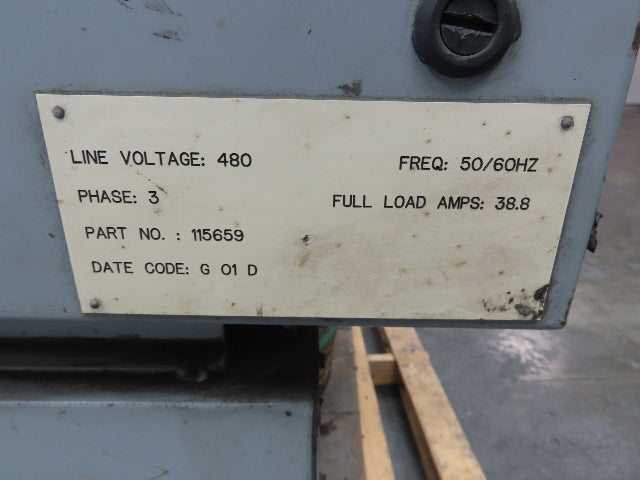 LINE VOLTAGE: 480 FREQ: 50/60HZ
PHASE: 3 FULL LOAD AMPS: 38.8
PART NO. : 115659
DATE CODE: G 01 D